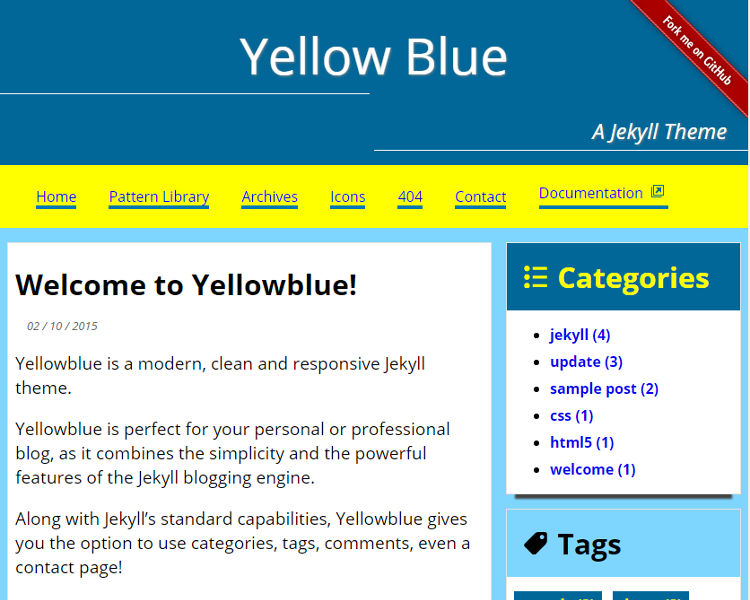 Yellow Blue
Fork me on GitHub
A Jekyll Theme
Home Pattern Library Archives Icons 404 Contact Documentation
Welcome to Yellowblue!
02 / 10 / 2015
Yellowblue is a modern, clean and responsive Jekyll
theme.
Yellowblue is perfect for your personal or professional
blog, as it combines the simplicity and the powerful
features of the Jekyll blogging engine.
Along with Jekyll’s standard capabilities, Yellowblue gives
you the option to use categories, tags, comments, even a
contact page!
Categories
jekyll (4)
update (3)
sample post (2)
css (1)
html5 (1)
welcome (1)
Tags